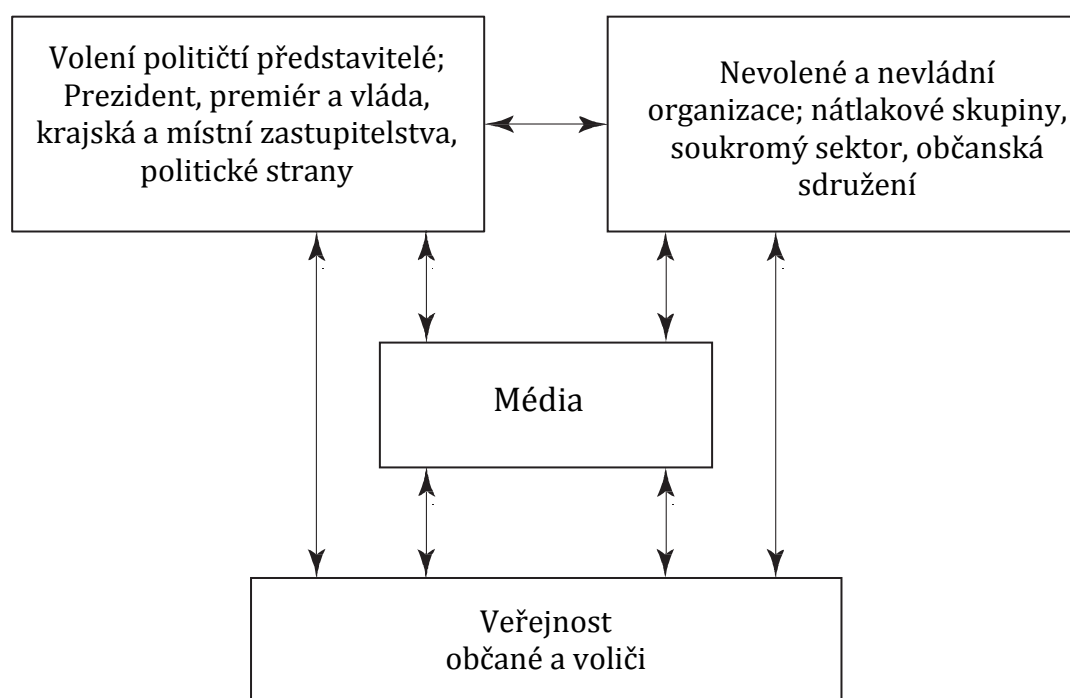 Volení političtí představitelé;
Prezident, premiér a vláda,
krajská a místní zastupitelstva,
politické strany
Nevolené a nevládní
organizace; nátlakové skupiny,
soukromý sektor, občanská
sdružení
Média
Veřejnost
občané a voliči